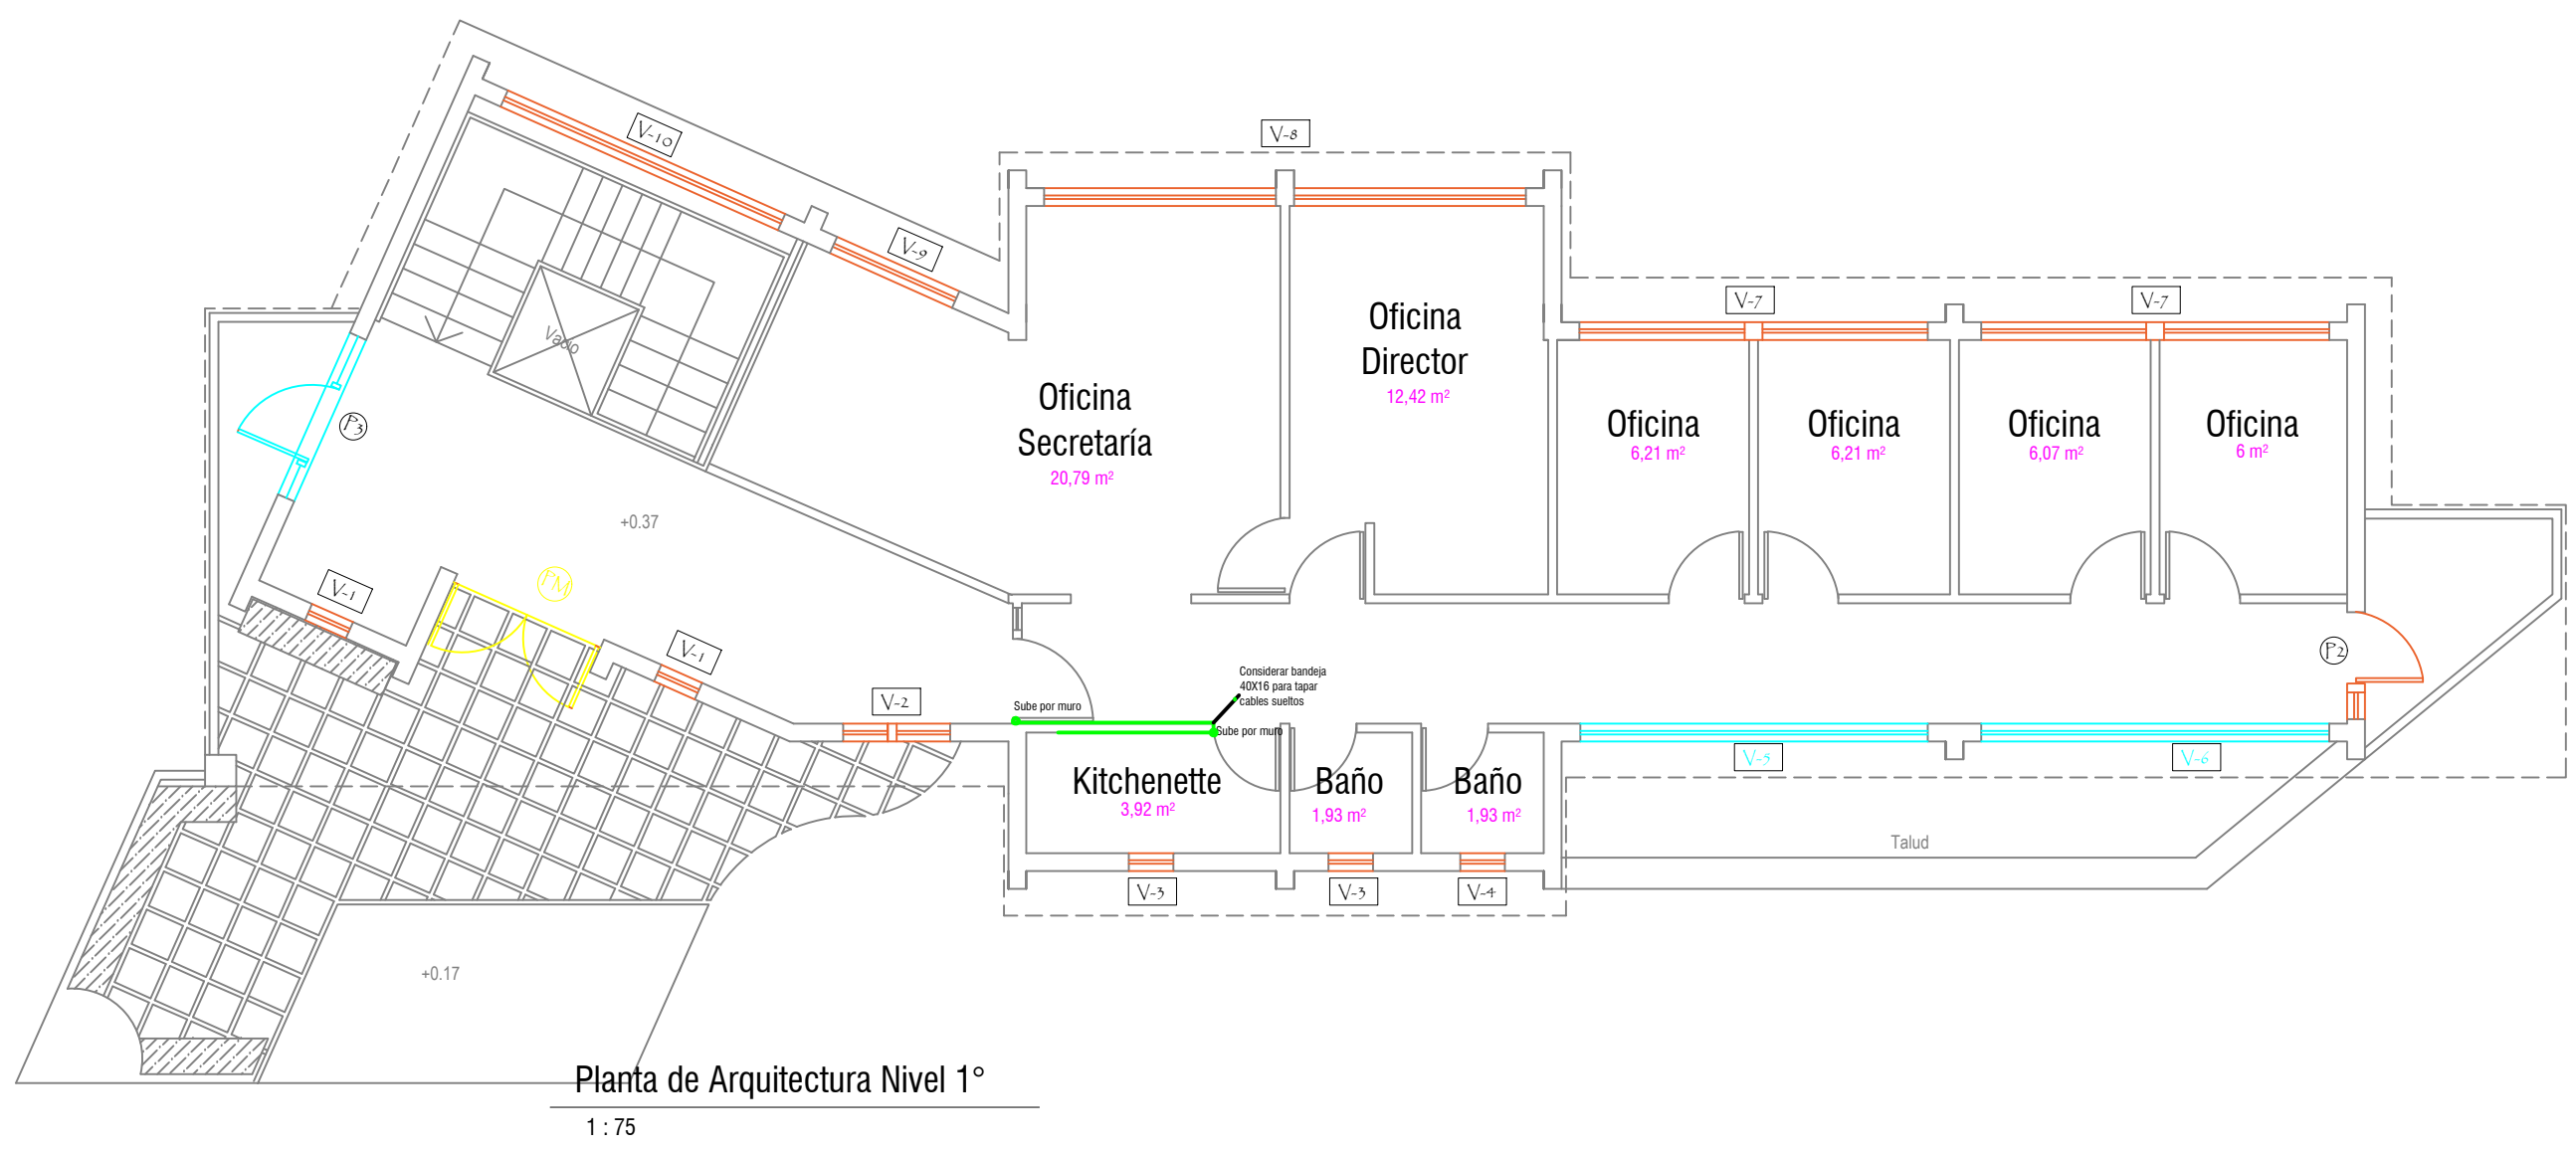 V-10
V-8
V-9
V-7
V-7
Vacío
Oficina
Director
12,42 m²
Oficina
Secretaría
20,79 m²
Oficina
6,21 m²
Oficina
6,21 m²
Oficina
6,07 m²
Oficina
6 m²
P3
+0.37
PM
V-1
V-1
V-2
P2
Considerar bandeja
40X16 para tapar
cables sueltos
Sube por muro
Sube por muro
V-5
V-6
Kitchenette
3,92 m²
Baño
1,93 m²
Baño
1,93 m²
Talud
V-3
V-3
V-4
+0.17
Planta de Arquitectura Nivel 1°
1 : 75